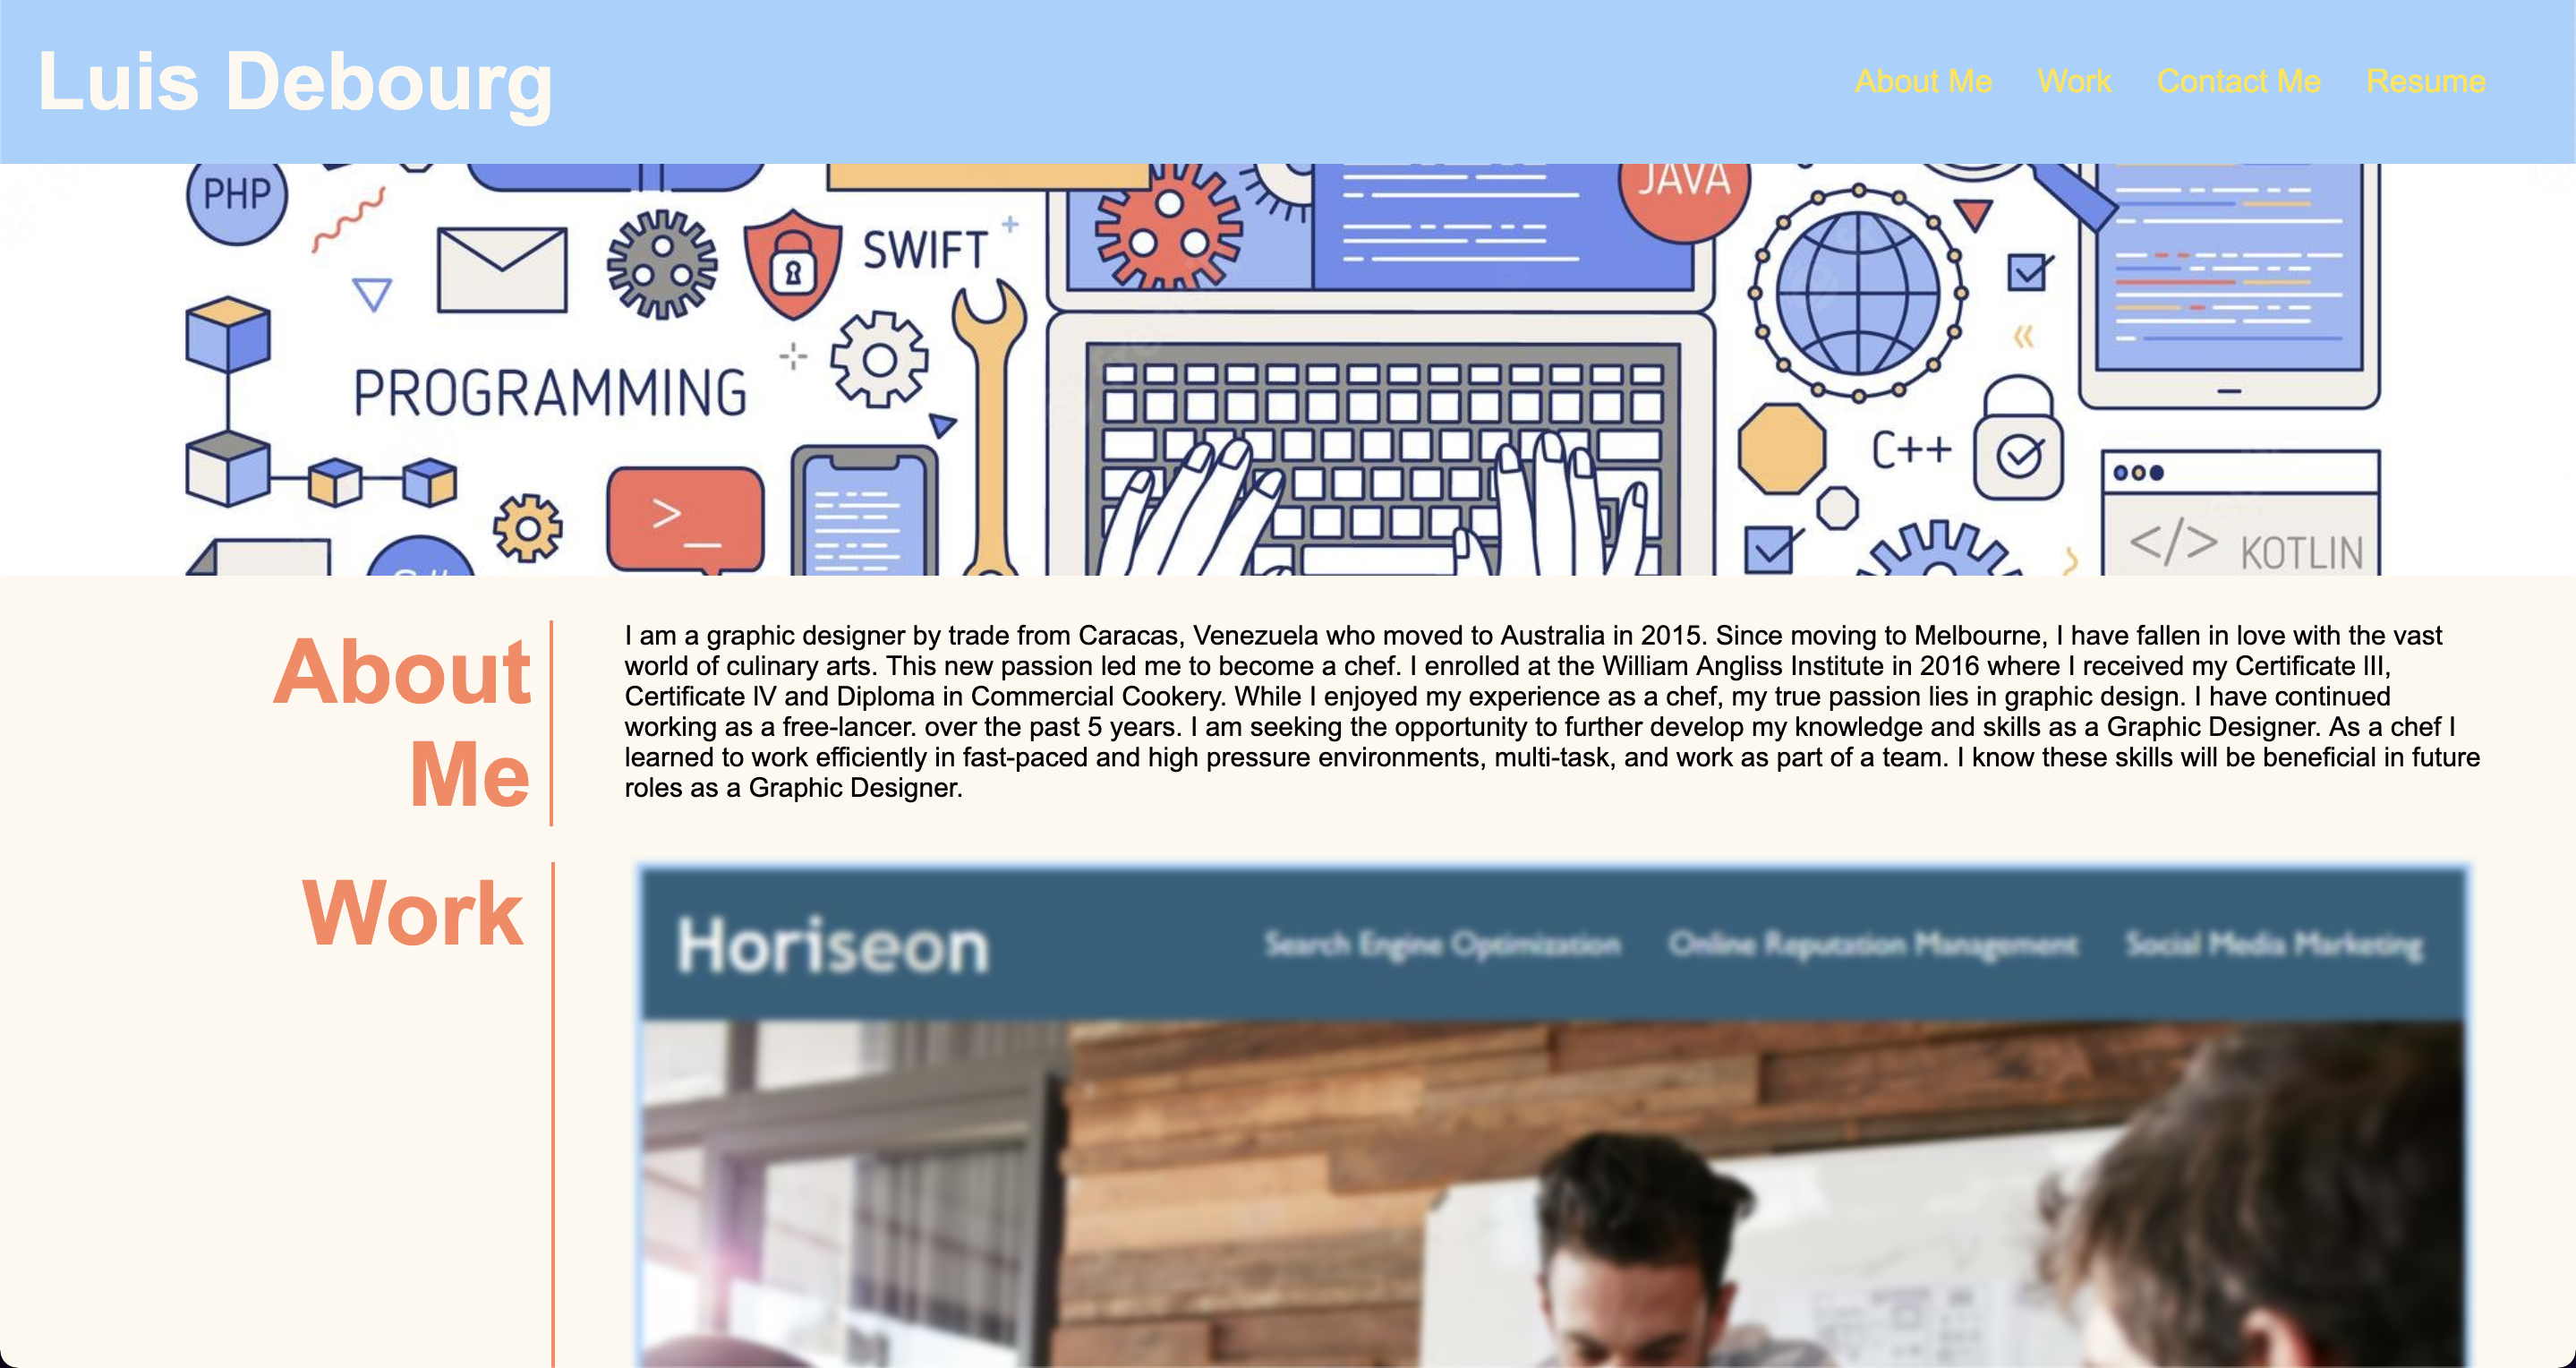 Luis Debourg
About Me Work Contact Me Resume
PHP
SWIFT
JAVA
PROGRAMMING
C++
>_
</> KOTLIN
About
Me
I am a graphic designer by trade from Caracas, Venezuela who moved to Australia in 2015. Since moving to Melbourne, I have fallen in love with the vast
world of culinary arts. This new passion led me to become a chef. I enrolled at the William Angliss Institute in 2016 where I received my Certificate III,
Certificate IV and Diploma in Commercial Cookery. While I enjoyed my experience as a chef, my true passion lies in graphic design. I have continued
working as a free-lancer. over the past 5 years. I am seeking the opportunity to further develop my knowledge and skills as a Graphic Designer. As a chef I
learned to work efficiently in fast-paced and high pressure environments, multi-task, and work as part of a team. I know these skills will be beneficial in future
roles as a Graphic Designer.
Work
Horiseon
Search Engine Optimization Online Reputation Management Social Media Marketing